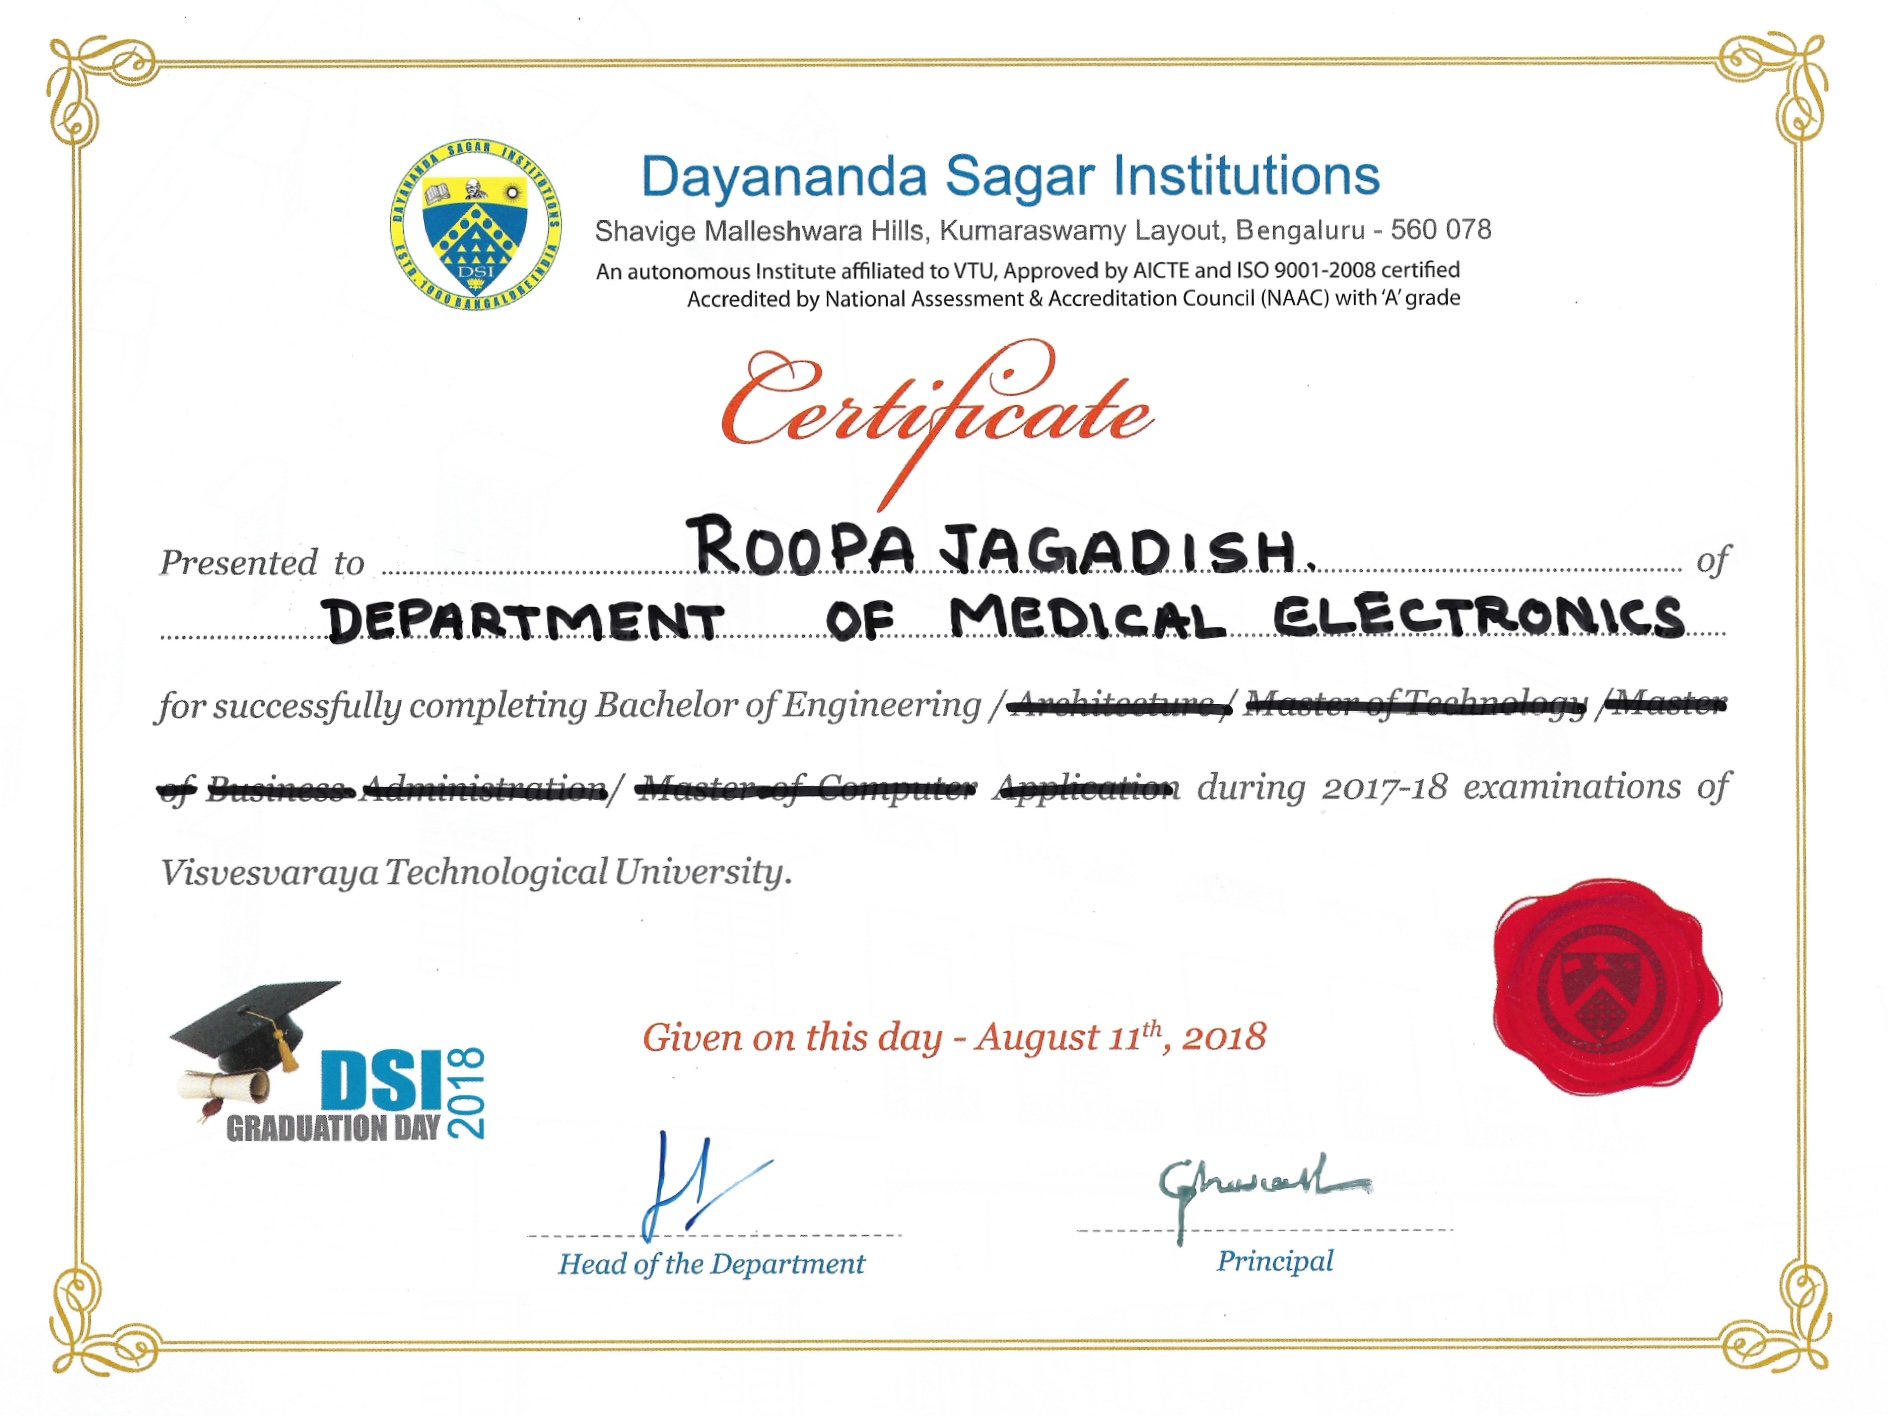 DAYANANDA SAGAR INSTITUTIONS
ESTD. 1960 BANGALORE INDIA
DSI
Dayananda Sagar Institutions
Shavige Malleshwara Hills, Kumaraswamy Layout, Bengaluru - 560 078
An autonomous Institute affiliated to VTU, Approved by AICTE and ISO 9001-2008 certified
Accredited by National Assessment & Accreditation Council (NAAC) with 'A' grade
Certificate
Presented to ROOPA JAGADISH. of
DEPARTMENT OF MEDICAL ELECTRONICS
for successfully completing Bachelor of Engineering / Architecture / Master of Technology / Master
of Business Administration/ Master of Computer Application during 2017-18 examinations of
Visvesvaraya Technological University.
Given on this day - August 11th, 2018
DSI 2018
GRADUATION DAY
Head of the Department
Principal